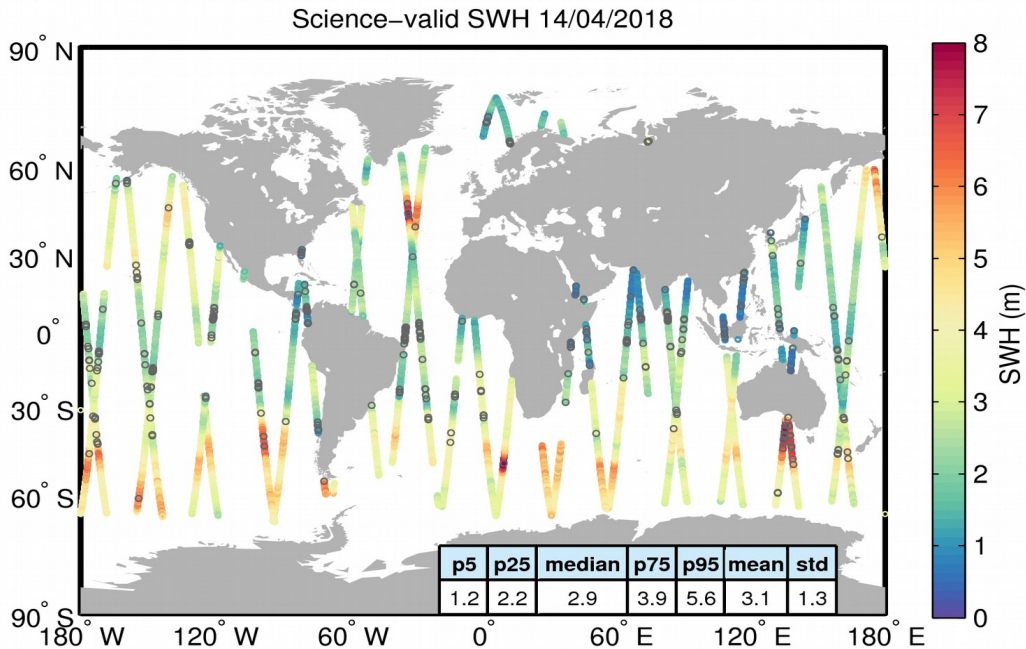 Science−valid SWH 14/04/2018
90° N
60° N
30° N
0°
30° S
60° S
90° S
180° W
120° W
60° W
0°
60° E
120° E
180° E
p5 p25 median p75 p95 mean std
1.2 2.2 2.9 3.9 5.6 3.1 1.3
8
7
6
5
4
3
2
1
0
SWH (m)